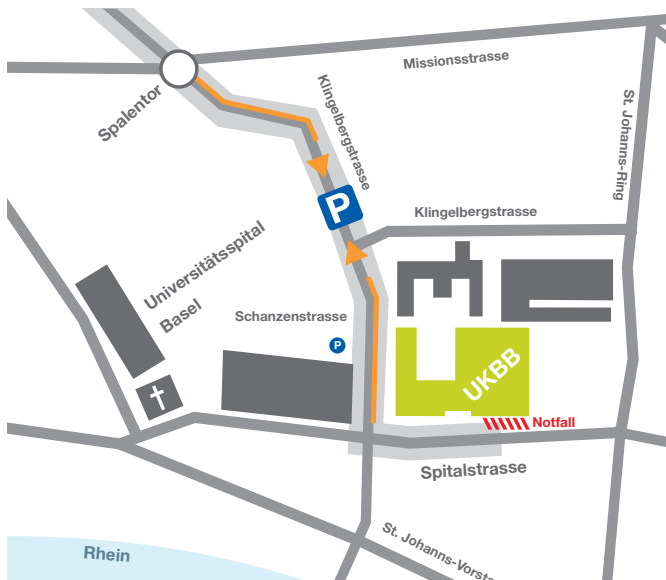 Missionsstrasse
Spalentor
Klingelbergstrasse
St. Johanns-Ring
P
Klingelbergstrasse
Universitätsspital
Basel
Schanzenstrasse
P
UKBB
Notfall
Spitalstrasse
St. Johanns-Vorsta
Rhein